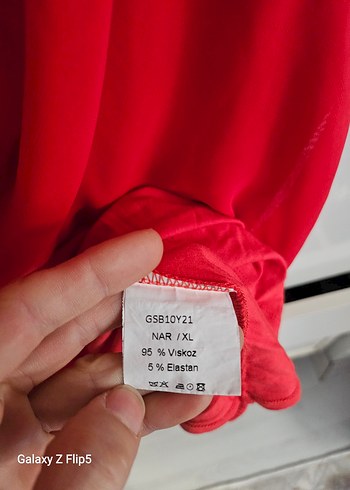 GSB10Y21
NAR / XL
95 % Viskoz
5 % Elastan
Galaxy Z Flip5